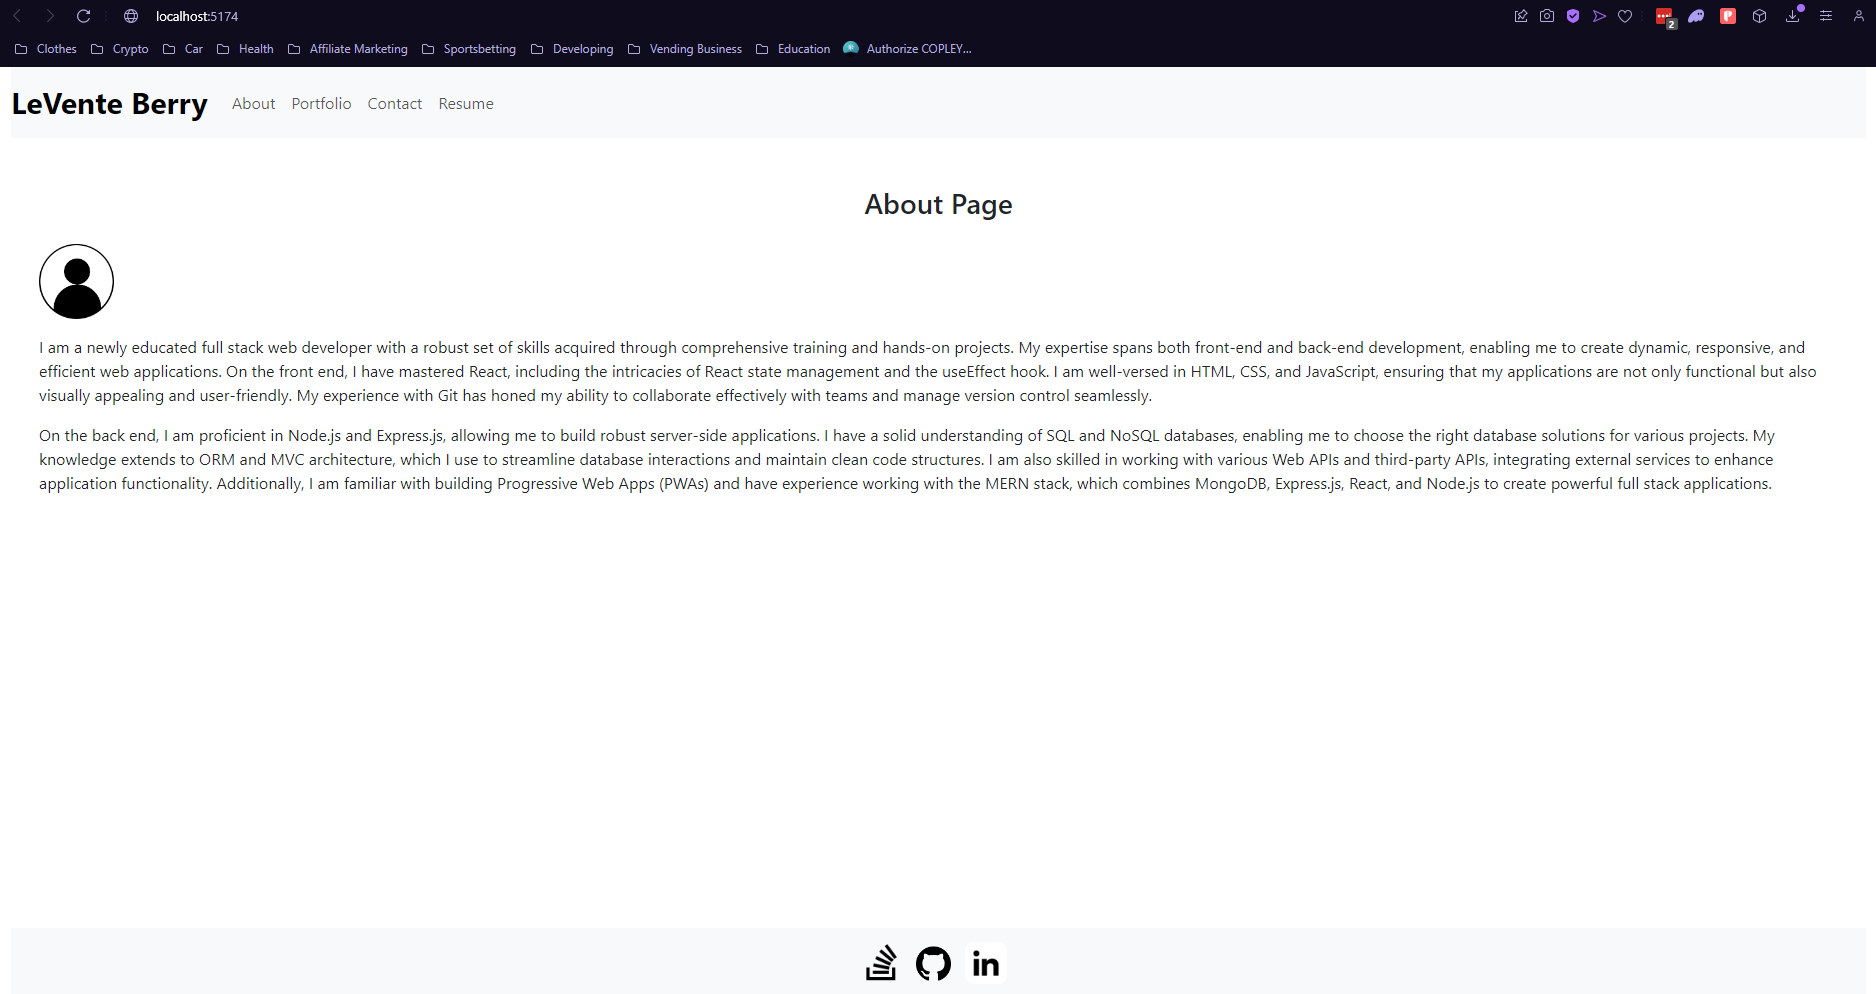 localhost:5174
2
Clothes Crypto Car Health Affiliate Marketing Sportsbetting Developing Vending Business Education Authorize COPLEY...
LeVente Berry About Portfolio Contact Resume
About Page
I am a newly educated full stack web developer with a robust set of skills acquired through comprehensive training and hands-on projects. My expertise spans both front-end and back-end development, enabling me to create dynamic, responsive, and
efficient web applications. On the front end, I have mastered React, including the intricacies of React state management and the useEffect hook. I am well-versed in HTML, CSS, and JavaScript, ensuring that my applications are not only functional but also
visually appealing and user-friendly. My experience with Git has honed my ability to collaborate effectively with teams and manage version control seamlessly.
On the back end, I am proficient in Node.js and Express.js, allowing me to build robust server-side applications. I have a solid understanding of SQL and NoSQL databases, enabling me to choose the right database solutions for various projects. My
knowledge extends to ORM and MVC architecture, which I use to streamline database interactions and maintain clean code structures. I am also skilled in working with various Web APIs and third-party APIs, integrating external services to enhance
application functionality. Additionally, I am familiar with building Progressive Web Apps (PWAs) and have experience working with the MERN stack, which combines MongoDB, Express.js, React, and Node.js to create powerful full stack applications.
in